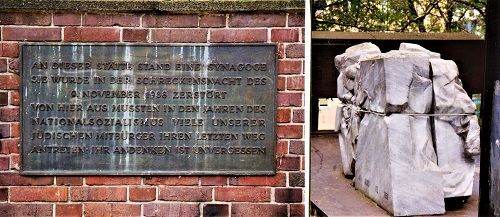 AN DIESER STÄTTE STAND EINE SYNAGOGE
SIE WURDE IN DER SCHRECKENSNACHT DES
9. NOVEMBER 1938 ZERSTÖRT
VON HIER AUS MUSSTEN IN DEN JAHREN DES
NATIONALSOZIALISMUS VIELE UNSERER
JÜDISCHEN MITBÜRGER IHREN LETZTEN WEG
ANTRETEN IHR ANDENKEN IST UNVERGESSEN